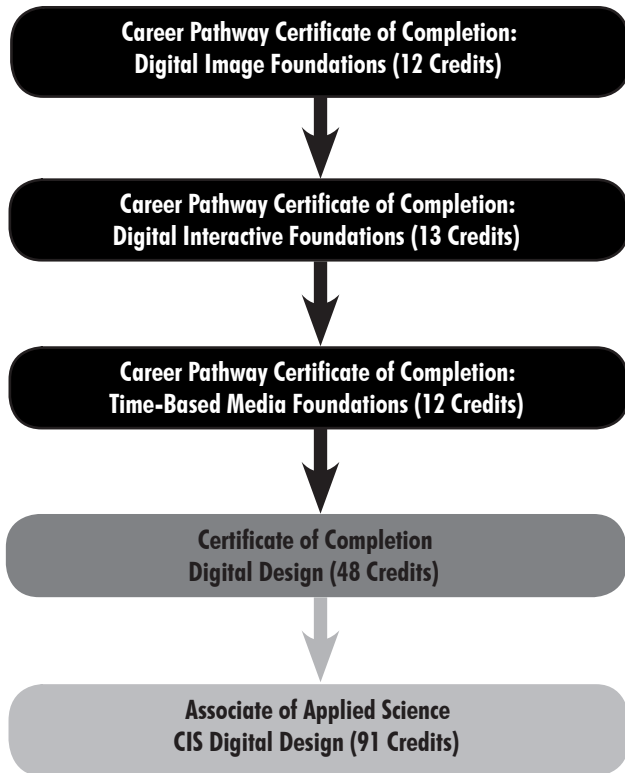 Career Pathway Certificate of Completion:
Digital Image Foundations (12 Credits)
Career Pathway Certificate of Completion:
Digital Interactive Foundations (13 Credits)
Career Pathway Certificate of Completion:
Time-Based Media Foundations (12 Credits)
Certificate of Completion
Digital Design (48 Credits)
Associate of Applied Science
CIS Digital Design (91 Credits)